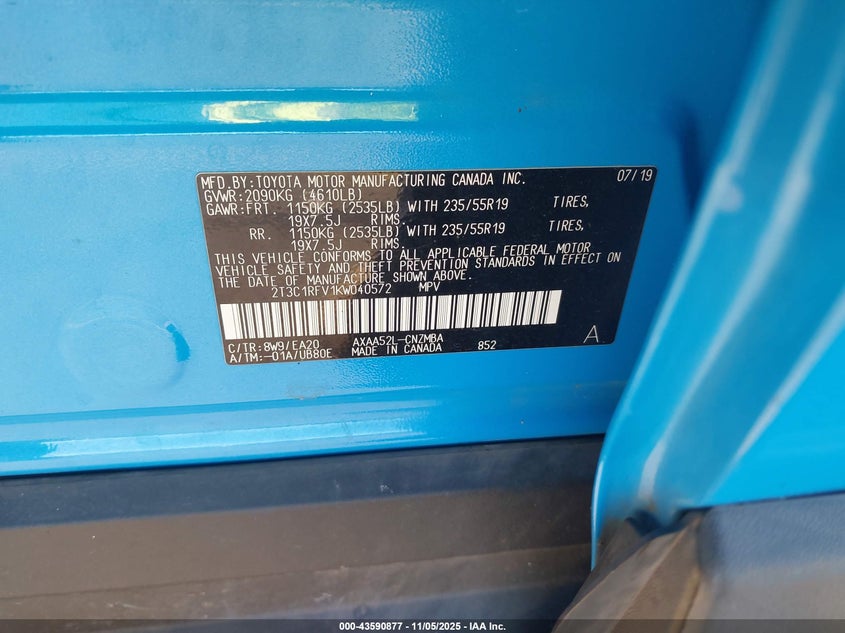 MFD.BY:TOYOTA MOTOR MANUFACTURING CANADA INC. 07/19
GVWR:2090KG (4610LB)
GAWR:FRT. 1150KG (2535LB) WITH 235/55R19 TIRES,
19X7.5J RIMS.
RR. 1150KG (2535LB) WITH 235/55R19 TIRES,
19X7.5J RIMS.
THIS VEHICLE CONFORMS TO ALL APPLICABLE FEDERAL MOTOR
VEHICLE SAFETY AND THEFT PREVENTION STANDARDS IN EFFECT ON
THE DATE OF MANUFACTURE SHOWN ABOVE.
2T3C1RFV1KW040572 MPV
C/TR:8W9/EA20 AXAA52L-CNZMBA A
A/TM:-01A/UB80E MADE IN CANADA 852
000-43590877 - 11/05/2025 - IAA Inc.